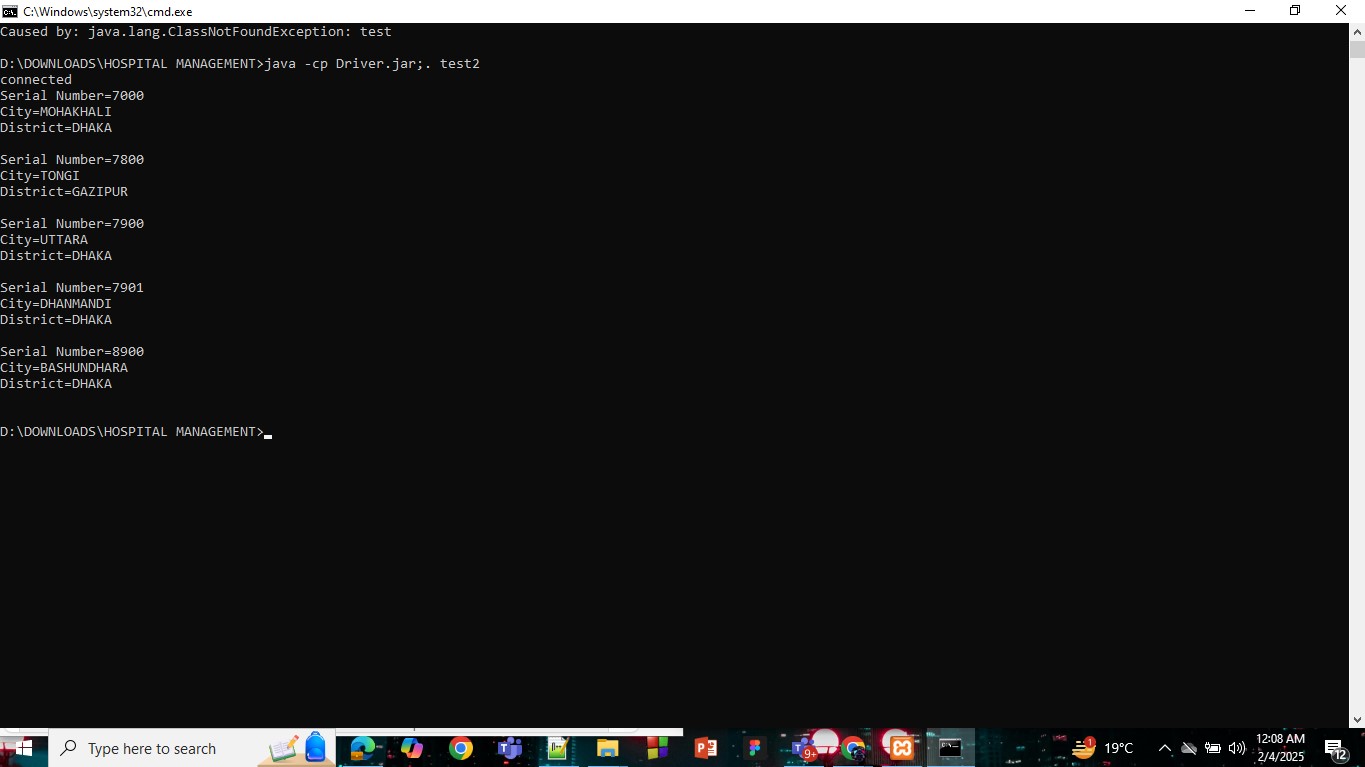 C:\Windows\system32\cmd.exe
Caused by: java.lang.ClassNotFoundException: test
D:\DOWNLOADS\HOSPITAL MANAGEMENT>java -cp Driver.jar;. test2
connected
Serial Number=7000
City=MOHAKHALI
District=DHAKA
Serial Number=7800
City=TONGI
District=GAZIPUR
Serial Number=7900
City=UTTARA
District=DHAKA
Serial Number=7901
City=DHANMANDI
District=DHAKA
Serial Number=8900
City=BASHUNDHARA
District=DHAKA
D:\DOWNLOADS\HOSPITAL MANAGEMENT>
Type here to search
9+
1
19°C
12:08 AM
2/4/2025
12